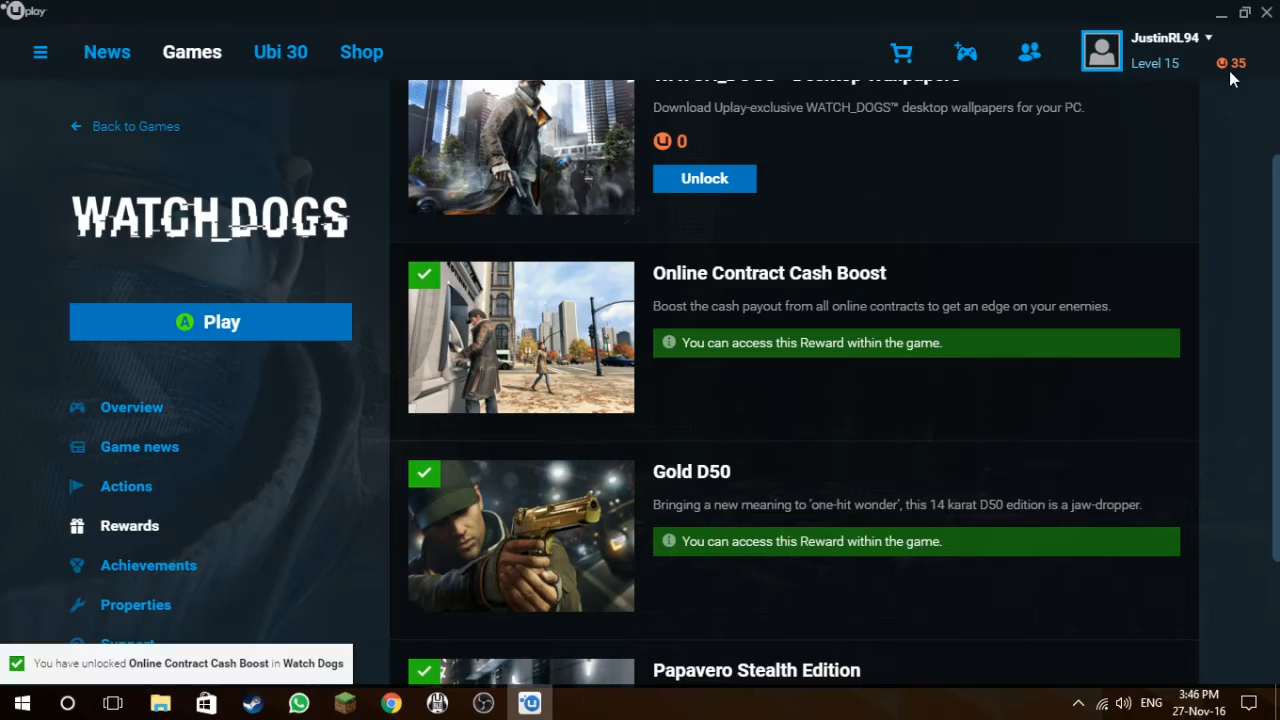 uplay
News
Games
Ubi 30
Shop
JustinRL94
Level 15
35
Back to Games
WATCH_DOGS
A Play
Overview
Game news
Actions
Rewards
Achievements
Properties
Support
WATCH_DOGS - Desktop Wallpapers
Download Uplay-exclusive WATCH_DOGS™ desktop wallpapers for your PC.
0
Unlock
Online Contract Cash Boost
Boost the cash payout from all online contracts to get an edge on your enemies.
You can access this Reward within the game.
Gold D50
Bringing a new meaning to 'one-hit wonder', this 14 karat D50 edition is a jaw-dropper.
You can access this Reward within the game.
Papavero Stealth Edition
You have unlocked Online Contract Cash Boost in Watch Dogs
ENG
3:46 PM
27-Nov-16